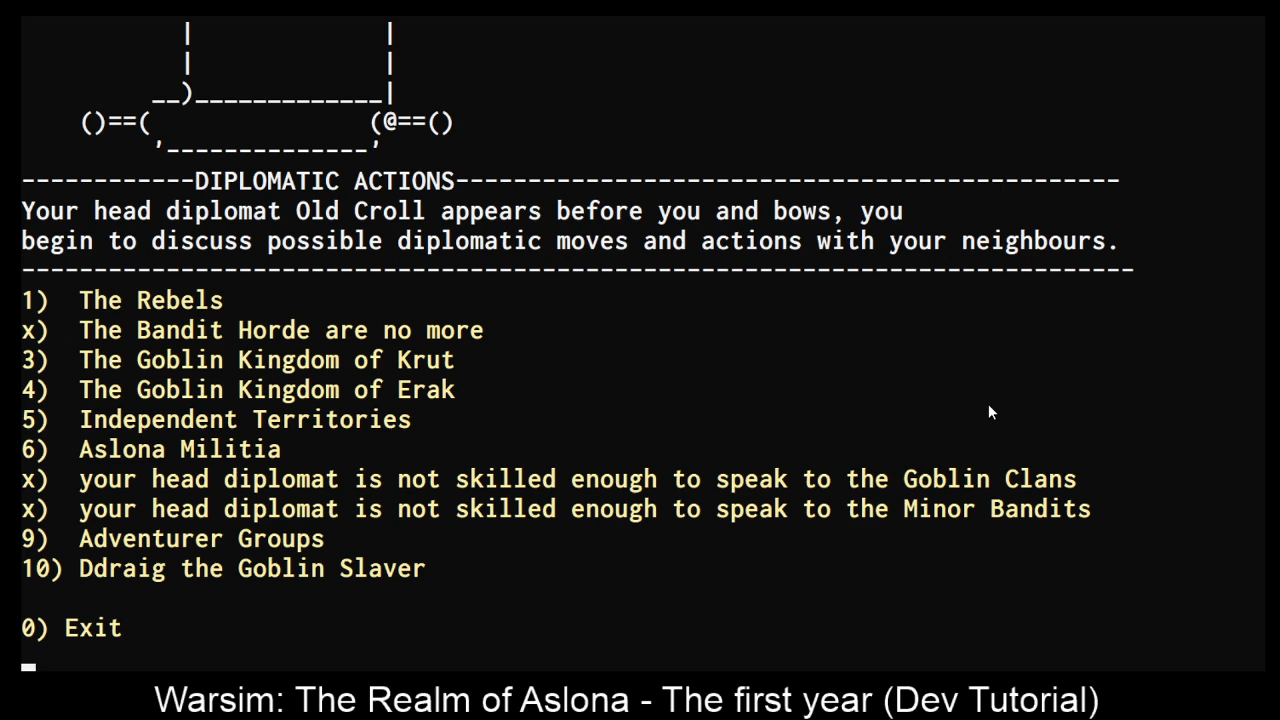 ------------DIPLOMATIC ACTIONS----------------------------------------------
Your head diplomat Old Croll appears before you and bows, you
begin to discuss possible diplomatic moves and actions with your neighbours.
-----------------------------------------------------------------------------
1)  The Rebels
x)  The Bandit Horde are no more
3)  The Goblin Kingdom of Krut
4)  The Goblin Kingdom of Erak
5)  Independent Territories
6)  Aslona Militia
x)  your head diplomat is not skilled enough to speak to the Goblin Clans
x)  your head diplomat is not skilled enough to speak to the Minor Bandits
9)  Adventurer Groups
10) Ddraig the Goblin Slaver
0) Exit
Warsim: The Realm of Aslona - The first year (Dev Tutorial)